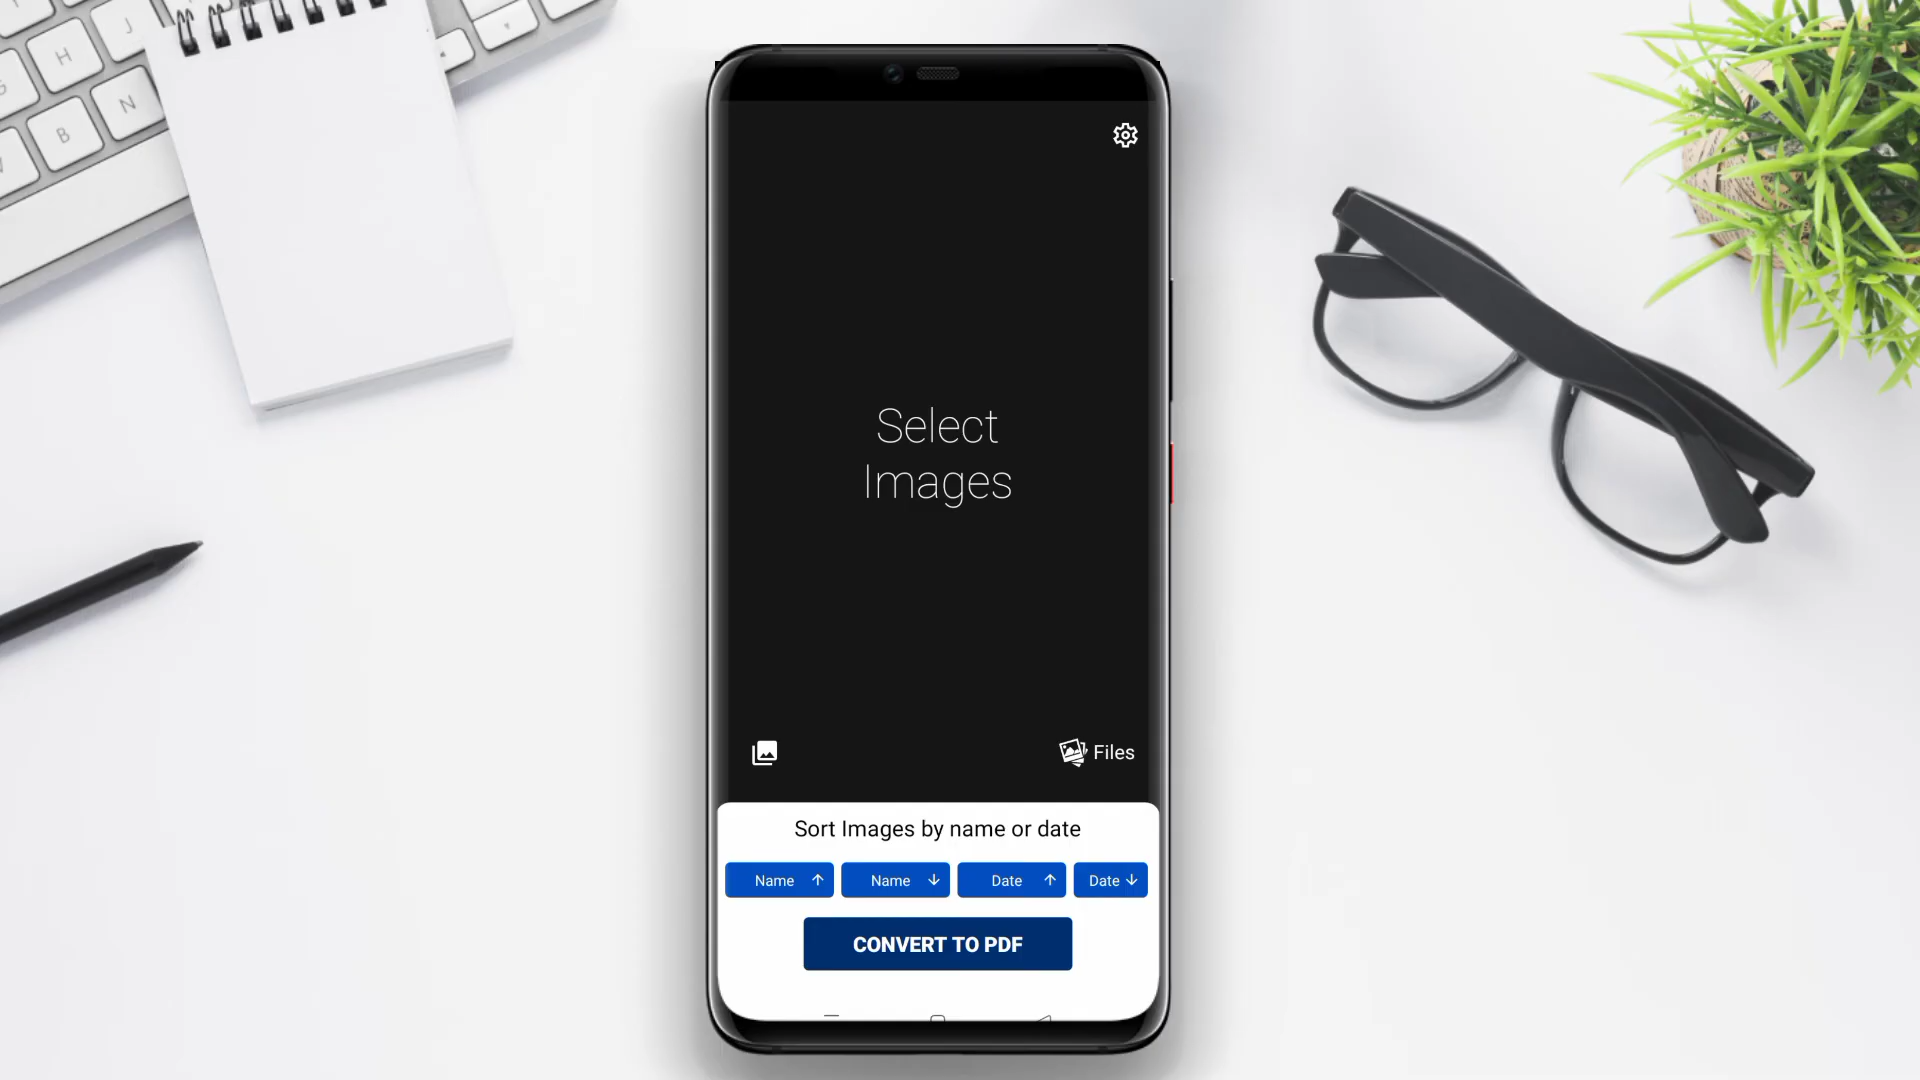 H
J
G
B
N
V
Select
Images
Files
Sort Images by name or date
Name ↑
Name ↓
Date ↑
Date ↓
CONVERT TO PDF